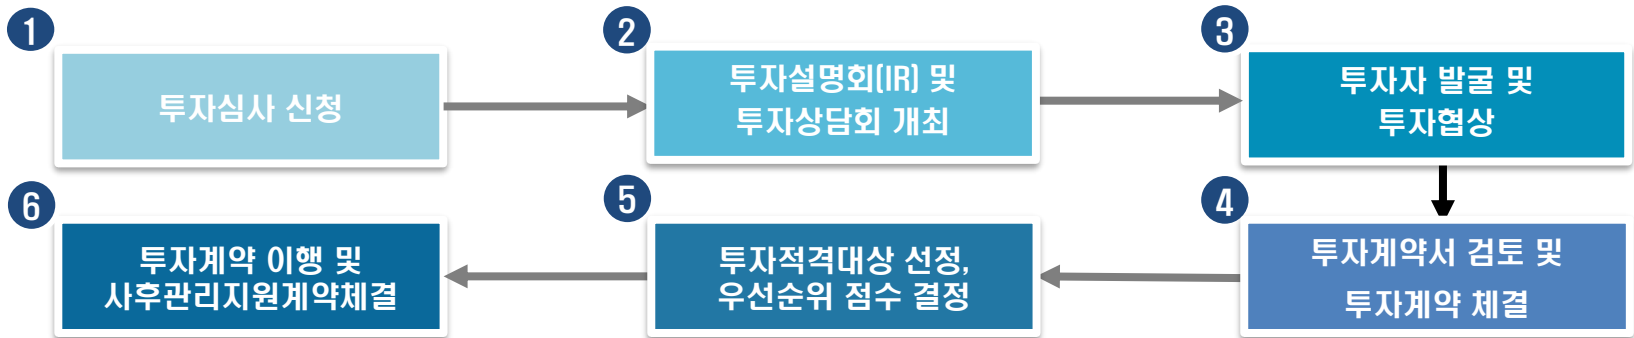 1
투자심사 신청
2
투자설명회(IR) 및
투자상담회 개최
3
투자자 발굴 및
투자협상
4
투자계약서 검토 및
투자계약 체결
5
투자적격대상 선정,
우선순위 점수 결정
6
투자계약 이행 및
사후관리지원계약체결